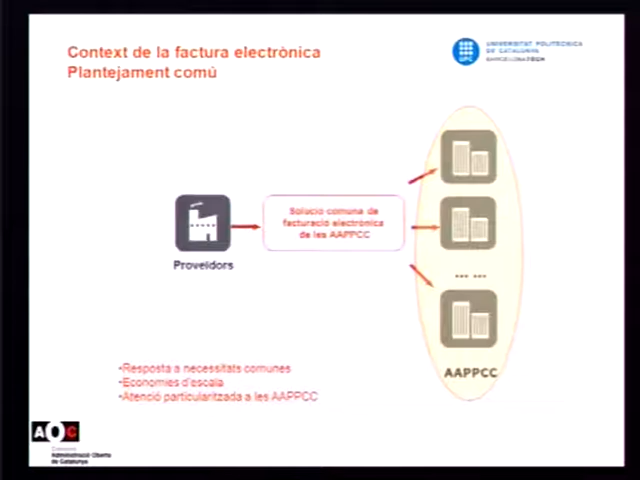 Context de la factura electrònica
Plantejament comú
UNIVERSITAT POLITÈCNICA
DE CATALUNYA
BARCELONATECH
UPC
Solució comuna de
facturació electrònica
de les AAPPCC
Proveïdors
... ...
AAPPCC
•Resposta a necessitats comunes
•Economies d'escala
•Atenció particularitzada a les AAPPCC
AOC
Consorci
Administració Oberta
de Catalunya